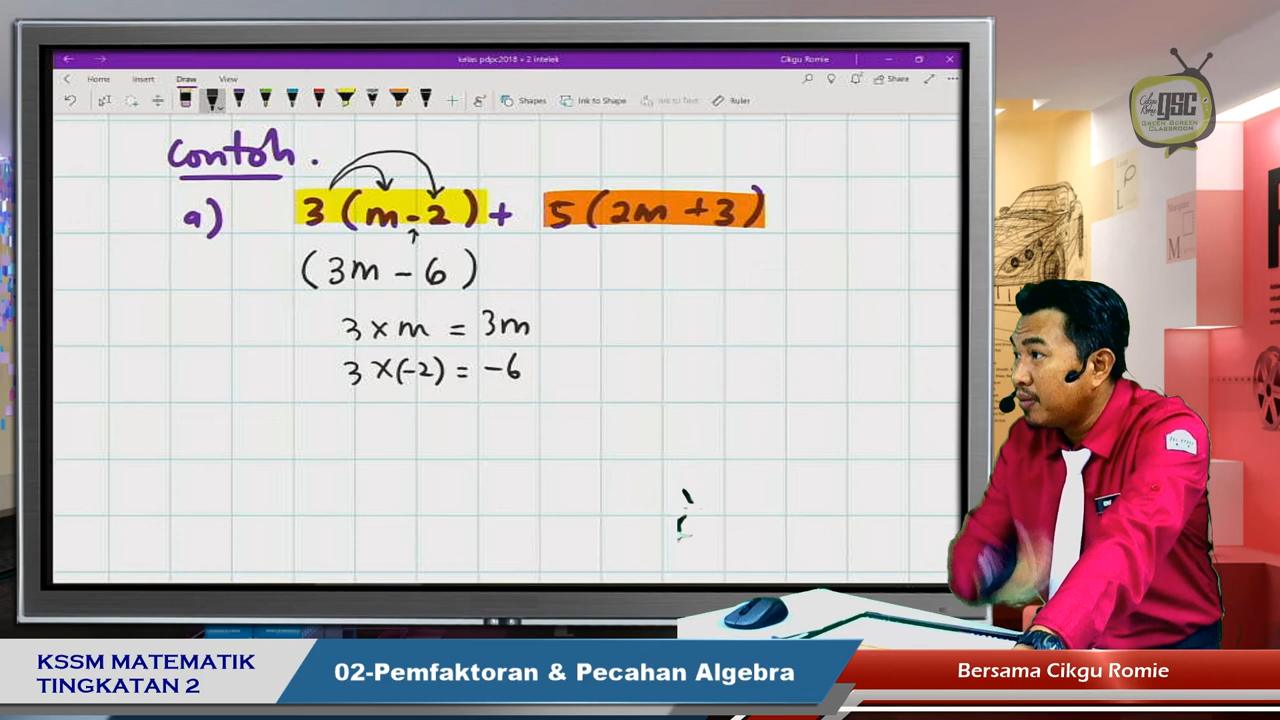 kelas pdpc2018 » 2 intelek
Cikgu Romie
Home Insert Draw View
Share
Shapes Ink to Shape Ink to Text Ruler
Contoh.
a) 3(m-2)+ 5(2m+3)
(3m-6)
3×m = 3m
3×(-2) = -6
Cikgu Romie gsc
GREEN SCREEN
CLASSROOM
L
M
KSSM MATEMATIK
TINGKATAN 2
02-Pemfaktoran & Pecahan Algebra
Bersama Cikgu Romie